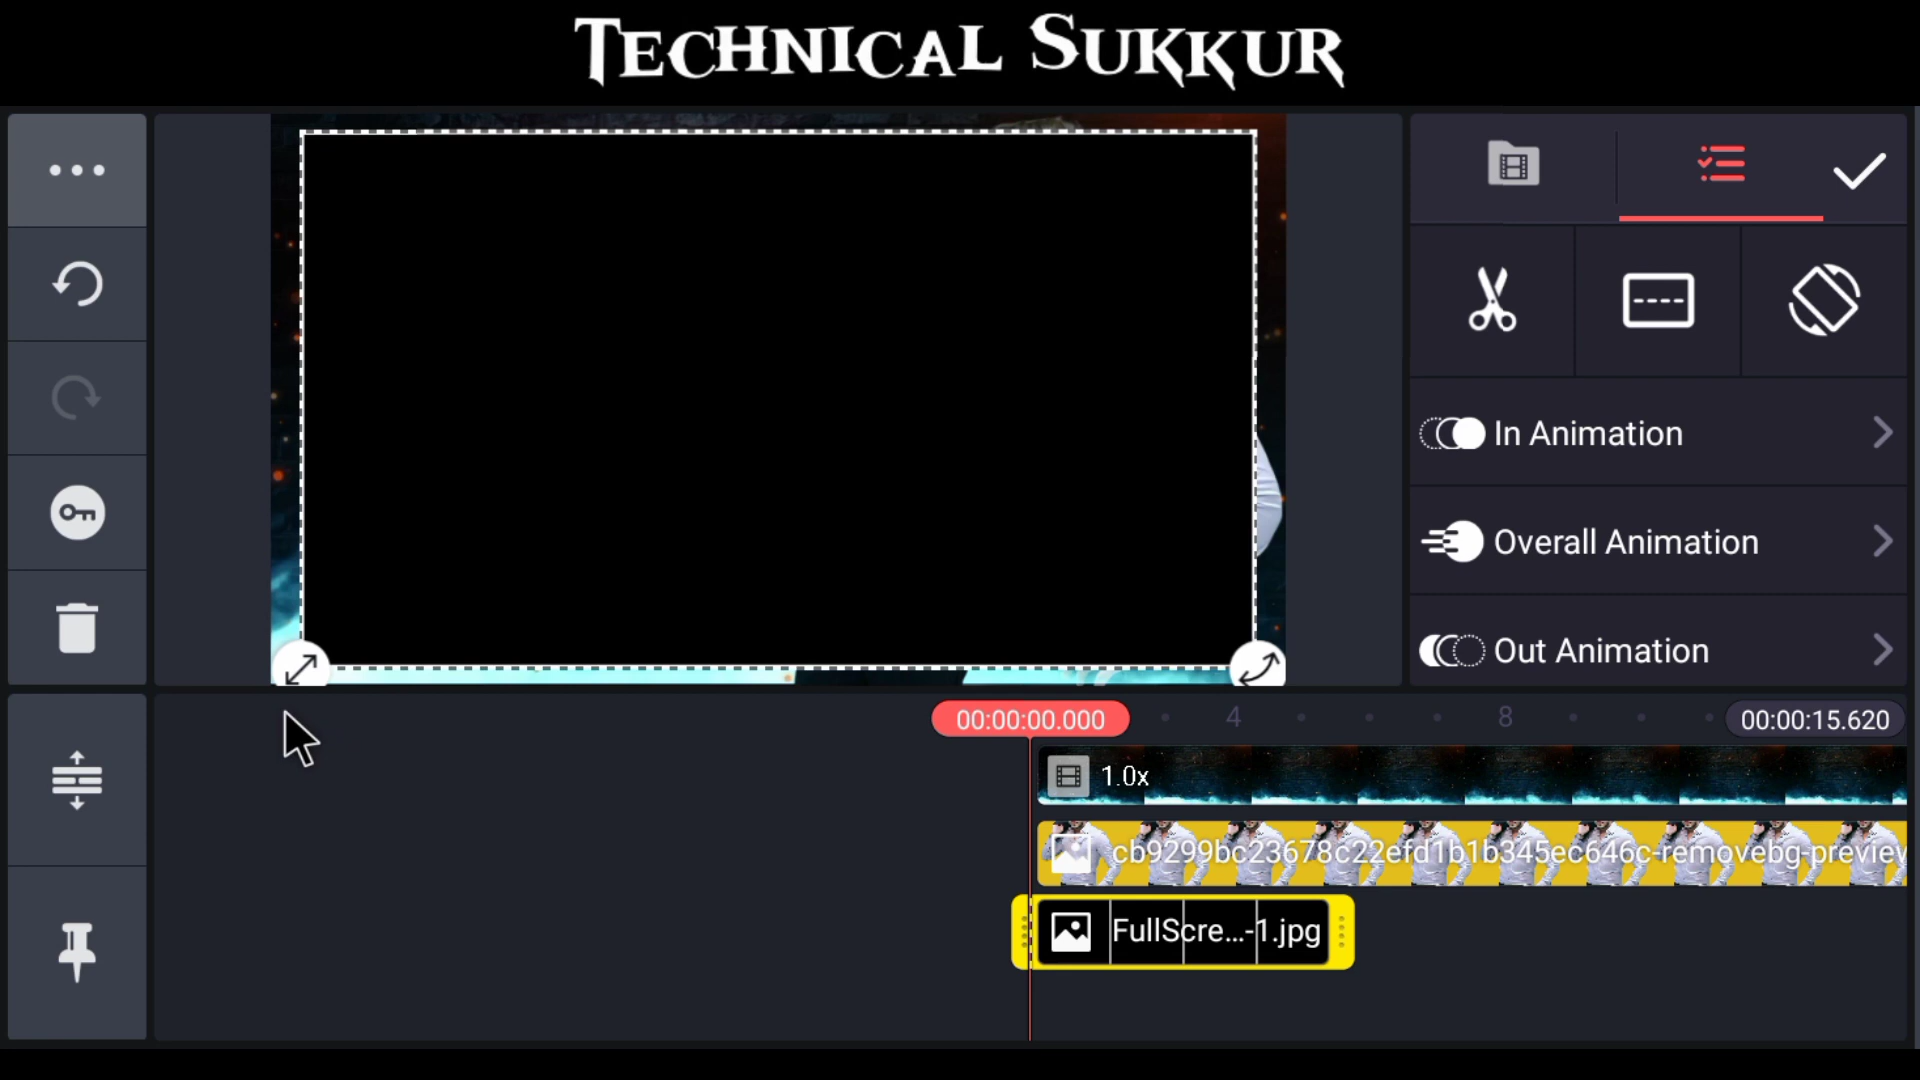 TECHNICAL SUKKUR
In Animation
Overall Animation
Out Animation
00:00:00.000
4
8
00:00:15.620
1.0x
cb9299bc23678c22efd1b1b345ec646c-removebg-preview
FullScre...-1.jpg